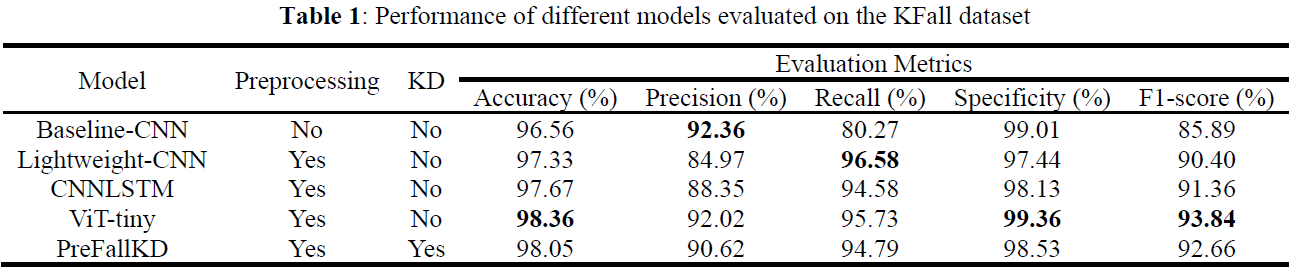 Table 1: Performance of different models evaluated on the KFall dataset
Model Preprocessing KD Evaluation Metrics
Accuracy (%) Precision (%) Recall (%) Specificity (%) F1-score (%)
Baseline-CNN No No 96.56 92.36 80.27 99.01 85.89
Lightweight-CNN Yes No 97.33 84.97 96.58 97.44 90.40
CNNLSTM Yes No 97.67 88.35 94.58 98.13 91.36
ViT-tiny Yes No 98.36 92.02 95.73 99.36 93.84
PreFallKD Yes Yes 98.05 90.62 94.79 98.53 92.66